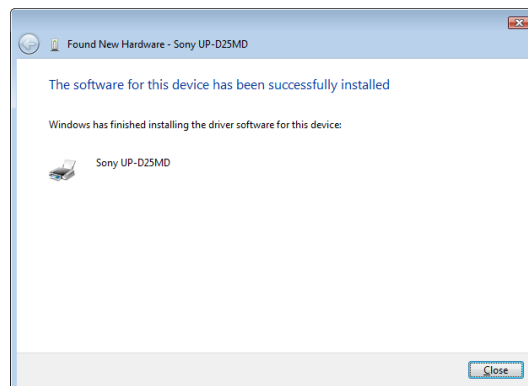 Found New Hardware - Sony UP-D25MD
The software for this device has been successfully installed
Windows has finished installing the driver software for this device:
Sony UP-D25MD
Close